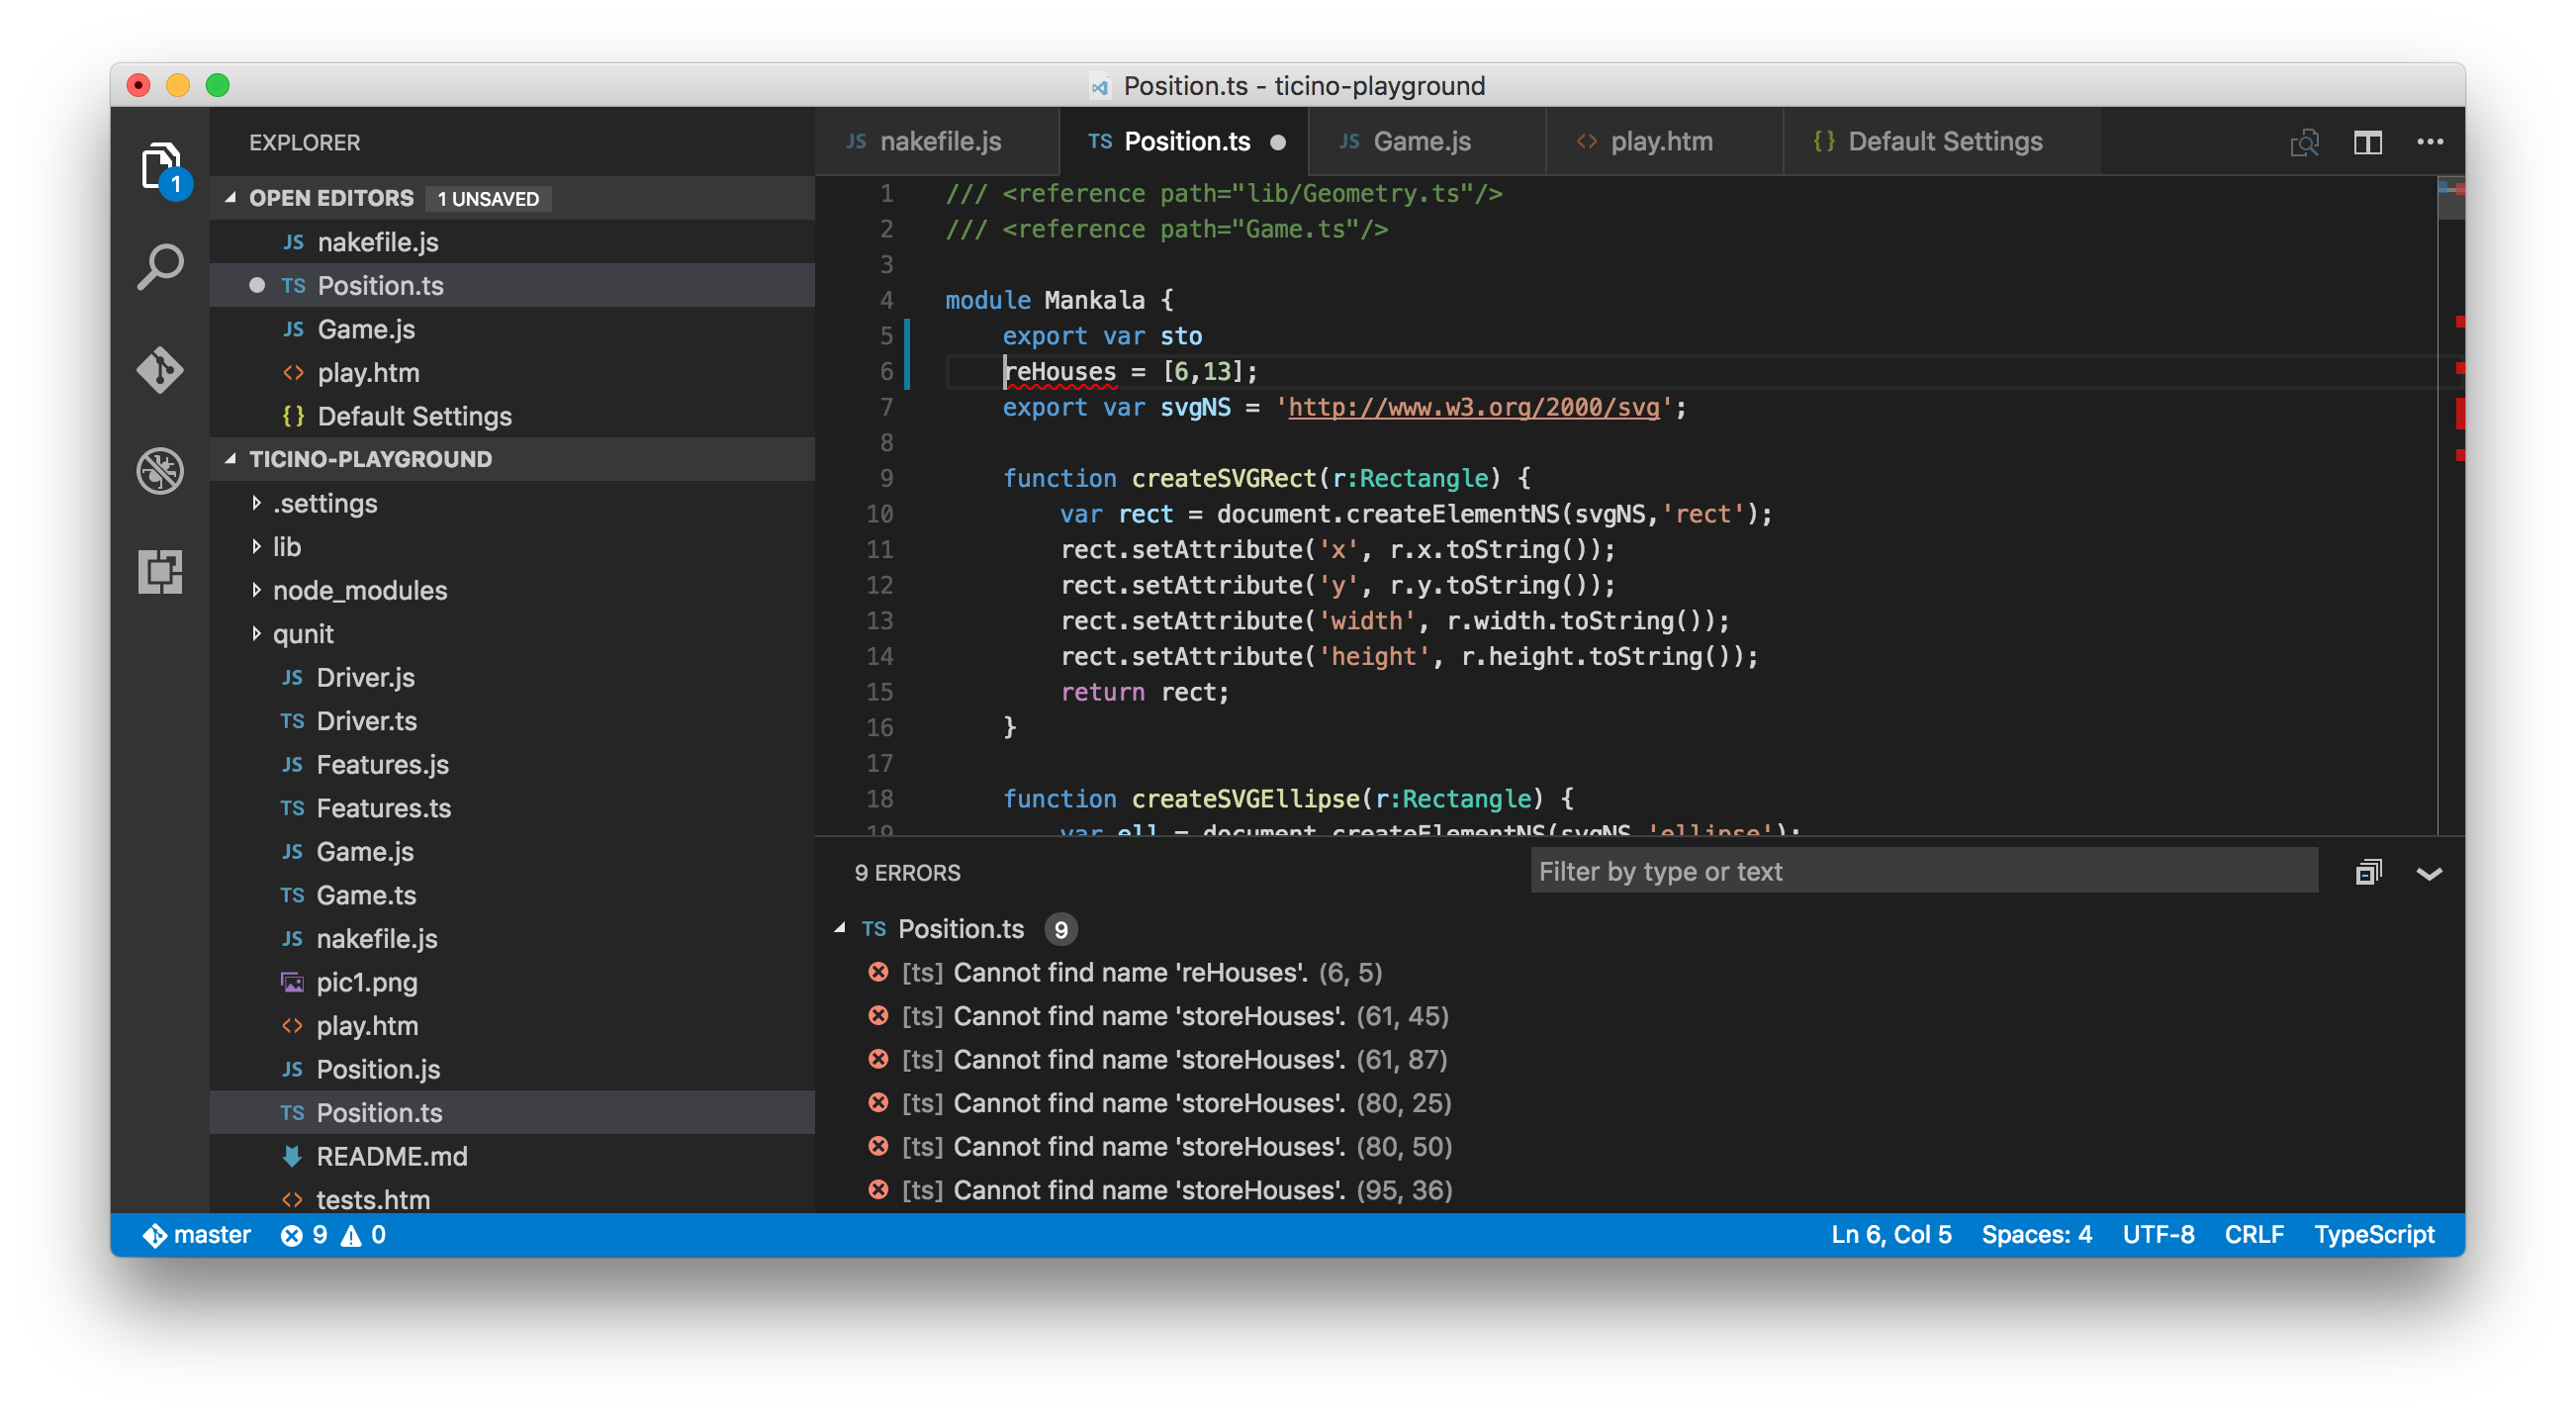 Position.ts - ticino-playground
EXPLORER
OPEN EDITORS 1 UNSAVED
JS nakefile.js
TS Position.ts
JS Game.js
<> play.htm
{} Default Settings
TICINO-PLAYGROUND
.settings
lib
node_modules
qunit
JS Driver.js
TS Driver.ts
JS Features.js
TS Features.ts
JS Game.js
TS Game.ts
JS nakefile.js
pic1.png
<> play.htm
JS Position.js
TS Position.ts
README.md
<> tests.htm
1
JS nakefile.js TS Position.ts JS Game.js <> play.htm {} Default Settings
1 /// <reference path="lib/Geometry.ts"/>
2 /// <reference path="Game.ts"/>
3
4 module Mankala {
5 export var sto
6 reHouses = [6,13];
7 export var svgNS = 'http://www.w3.org/2000/svg';
8
9 function createSVGRect(r:Rectangle) {
10 var rect = document.createElementNS(svgNS,'rect');
11 rect.setAttribute('x', r.x.toString());
12 rect.setAttribute('y', r.y.toString());
13 rect.setAttribute('width', r.width.toString());
14 rect.setAttribute('height', r.height.toString());
15 return rect;
16 }
17
18 function createSVGEllipse(r:Rectangle) {
19 var ell = document.createElementNS(svgNS,'ellipse');
9 ERRORS Filter by type or text
TS Position.ts 9
[ts] Cannot find name 'reHouses'. (6, 5)
[ts] Cannot find name 'storeHouses'. (61, 45)
[ts] Cannot find name 'storeHouses'. (61, 87)
[ts] Cannot find name 'storeHouses'. (80, 25)
[ts] Cannot find name 'storeHouses'. (80, 50)
[ts] Cannot find name 'storeHouses'. (95, 36)
master 9 0 Ln 6, Col 5 Spaces: 4 UTF-8 CRLF TypeScript